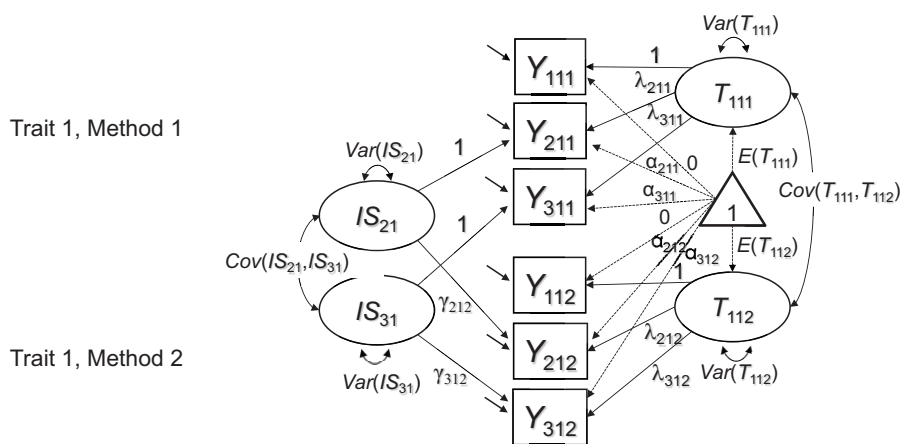 Var(T₁₁₁)
Y₁₁₁
1
T₁₁₁
λ₂₁₁
λ₃₁₁
Trait 1, Method 1
Var(IS₂₁)
1
Y₂₁₁
α₂₁₁
0
E(T₁₁₁)
IS₂₁
1
Y₃₁₁
α₃₁₁
0
1
Cov(T₁₁₁,T₁₁₂)
Cov(IS₂₁,IS₃₁)
α₂₁₂
α₃₁₂
E(T₁₁₂)
1
Y₁₁₂
IS₃₁
γ₂₁₂
T₁₁₂
Trait 1, Method 2
Y₂₁₂
λ₂₁₂
Var(IS₃₁)
γ₃₁₂
λ₃₁₂
Var(T₁₁₂)
Y₃₁₂